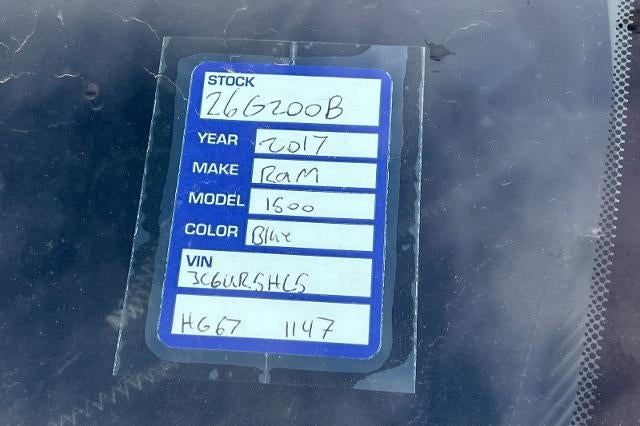 STOCK
26G200B
YEAR 2017
MAKE RaM
MODEL 1500
COLOR Blue
VIN
3C6UR5HL5
HG67 1147